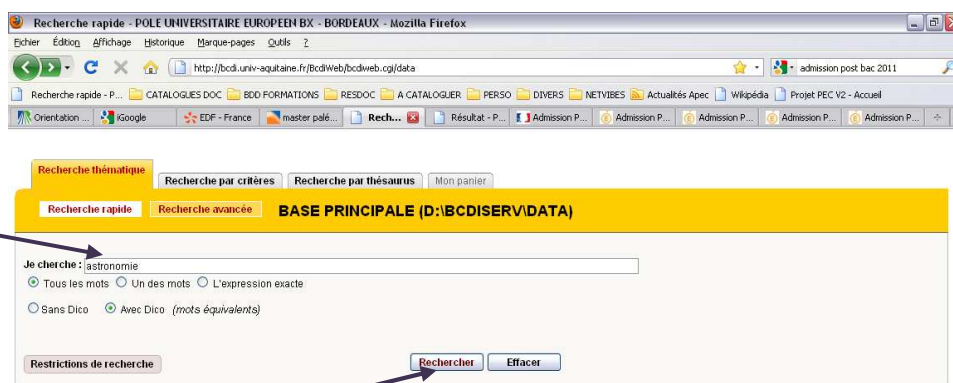 Recherche rapide - POLE UNIVERSITAIRE EUROPEEN BX - BORDEAUX - Mozilla Firefox
Fichier Édition Affichage Historique Marque-pages Outils ?
http://bcdi.univ-aquitaine.fr/BcdiWeb/bcdiweb.cgi/data admission post bac 2011
Recherche rapide - P... CATALOGUES DOC BDD FORMATIONS RESDOC A CATALOGUER PERSO DIVERS NETVIBES Actualités Apec Wikipédia Projet PEC V2 - Accueil
Orientation ... iGoogle EDF - France master palé... Rech... Résultat - P... Admission P... Admission P... Admission P... Admission P... Admission P...
Recherche thématique Recherche par critères Recherche par thésaurus Mon panier
Recherche rapide Recherche avancée BASE PRINCIPALE (D:\BCDISERV\DATA)
Je cherche : astronomie
Tous les mots Un des mots L'expression exacte
Sans Dico Avec Dico (mots équivalents)
Restrictions de recherche Rechercher Effacer